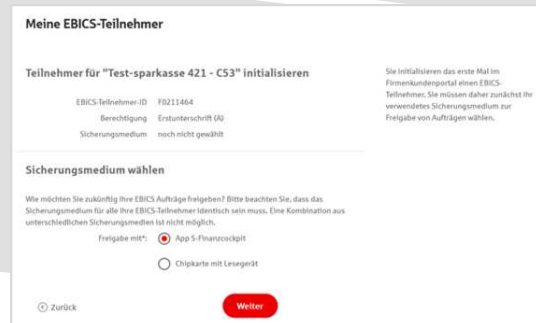 Meine EBICS-Teilnehmer
Teilnehmer für "Test-sparkasse 421 - C53" initialisieren
EBICS-Teilnehmer-ID F0211464
Berechtigung Erstunterschrift (A)
Sicherungsmedium noch nicht gewählt
Sie initialisieren das erste Mal im
Firmenkundenportal einen EBICS-
Teilnehmer. Sie müssen daher zunächst Ihr
verwendetes Sicherungsmedium zur
Freigabe von Aufträgen wählen.
Sicherungsmedium wählen
Wie möchten Sie zukünftig Ihre EBICS Aufträge freigeben? Bitte beachten Sie, dass das
Sicherungsmedium für alle Ihre EBICS-Teilnehmer identisch sein muss. Eine Kombination aus
unterschiedlichen Sicherungsmedien ist nicht möglich.
Freigabe mit*: App S-Finanzcockpit
Chipkarte mit Lesegerät
Zurück
Weiter